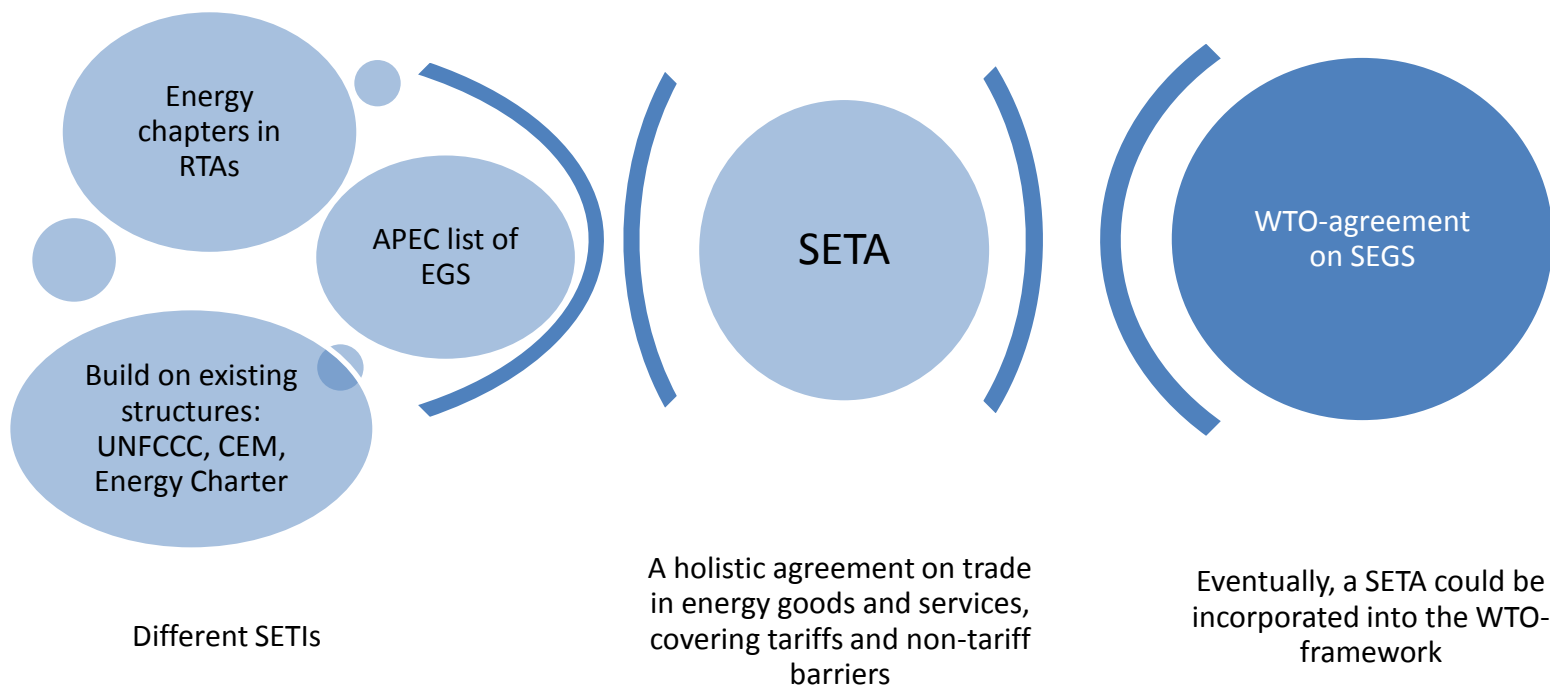 Energy
chapters in
RTAs
APEC list of
EGS
Build on existing
structures:
UNFCCC, CEM,
Energy Charter
Different SETIs
SETA
A holistic agreement on trade
in energy goods and services,
covering tariffs and non-tariff
barriers
WTO-agreement
on SEGS
Eventually, a SETA could be
incorporated into the WTO-
framework